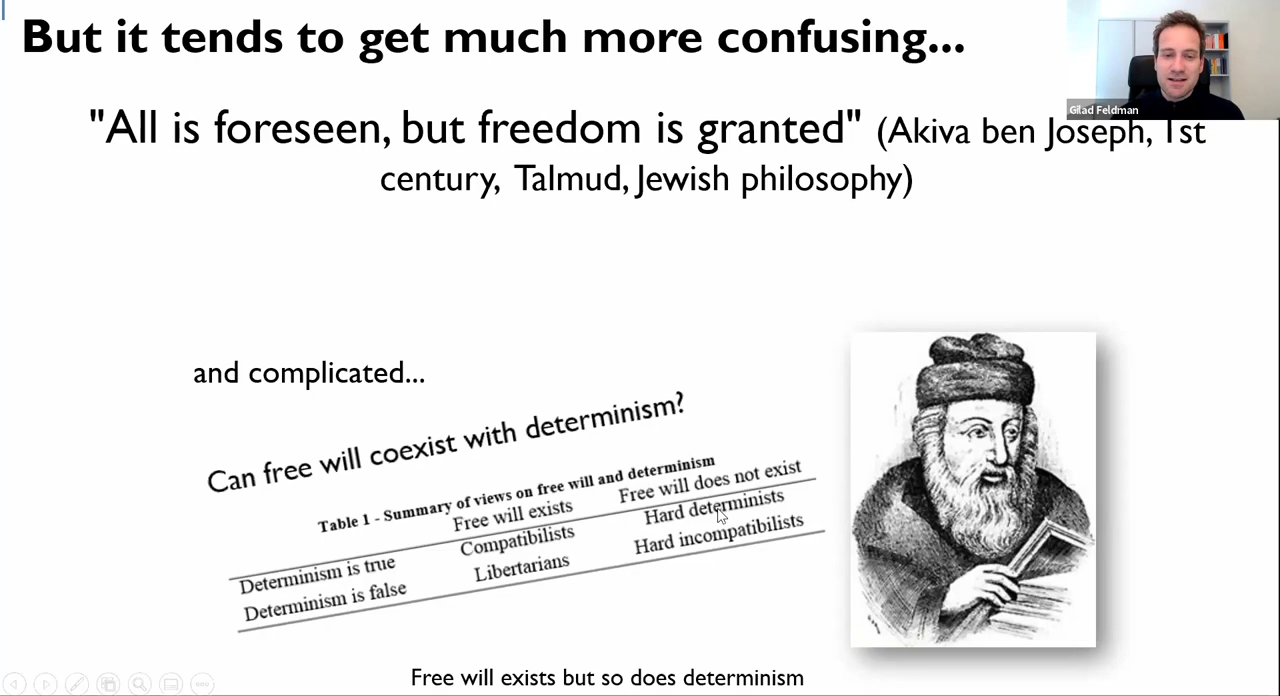 But it tends to get much more confusing...
Gilad Feldman
"All is foreseen, but freedom is granted" (Akiva ben Joseph, 1st
century, Talmud, Jewish philosophy)
and complicated...
Can free will coexist with determinism?
Table 1 - Summary of views on free will and determinism
Free will exists Free will does not exist
Determinism is true Compatibilists Hard determinists
Determinism is false Libertarians Hard incompatibilists
Free will exists but so does determinism